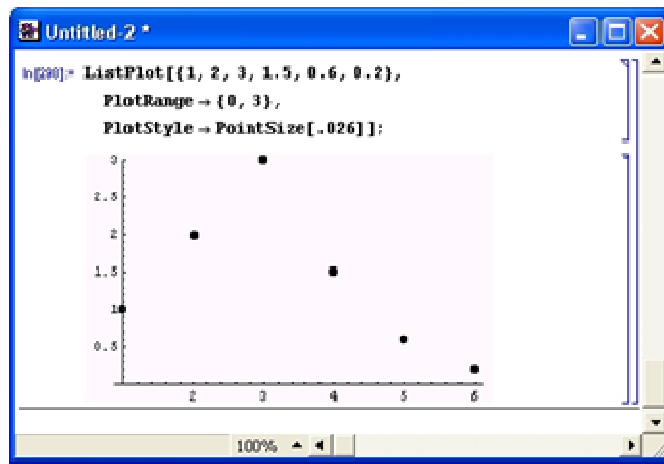 Untitled-2 *
In[280]:= ListPlot[{1, 2, 3, 1.5, 0.6, 0.2},
PlotRange → {0, 3},
PlotStyle → PointSize[.026]];
3
2.5
2
1.5
1
0.5
2 3 4 5 6
100%